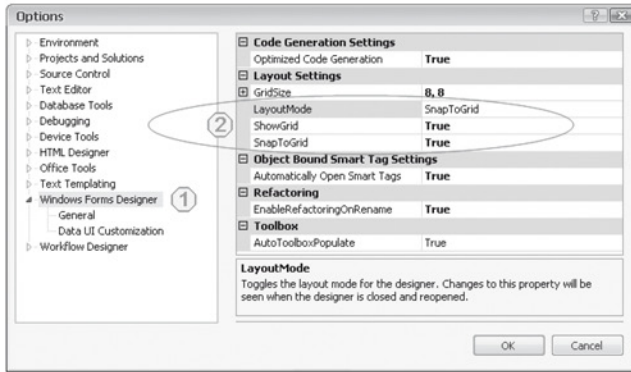 Options
Environment
Projects and Solutions
Source Control
Text Editor
Database Tools
Debugging
Device Tools
HTML Designer
Office Tools
Text Templating
Windows Forms Designer
General
Data UI Customization
Workflow Designer
1
2
Code Generation Settings
Optimized Code Generation True
Layout Settings
GridSize 8, 8
LayoutMode SnapToGrid
ShowGrid True
SnapToGrid True
Object Bound Smart Tag Settings
Automatically Open Smart Tags True
Refactoring
EnableRefactoringOnRename True
Toolbox
AutoToolboxPopulate True
LayoutMode
Toggles the layout mode for the designer. Changes to this property will be
seen when the designer is closed and reopened.
OK Cancel